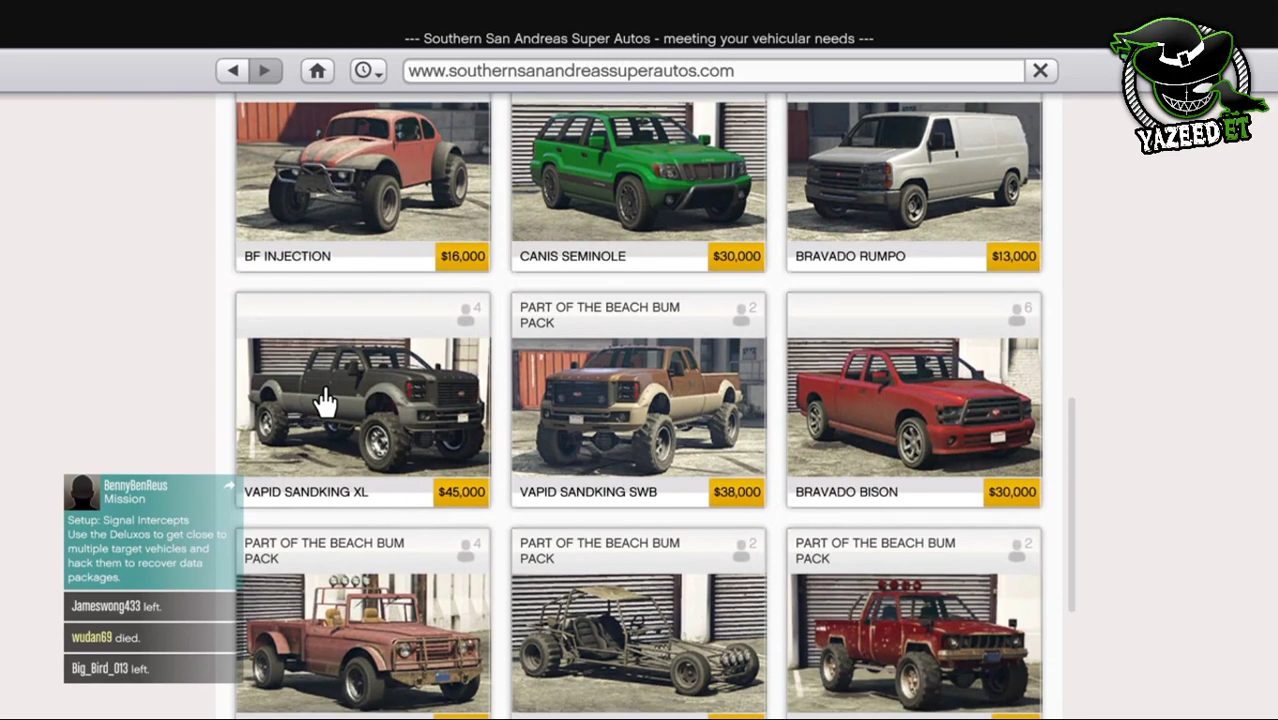 --- Southern San Andreas Super Autos - meeting your vehicular needs ---
www.southernsanandreassuperautos.com
YAZEED ET
BF INJECTION
$16,000
CANIS SEMINOLE
$30,000
BRAVADO RUMPO
$13,000
4
PART OF THE BEACH BUM
PACK
2
6
VAPID SANDKING XL
$45,000
VAPID SANDKING SWB
$38,000
BRAVADO BISON
$30,000
BennyBenReus
Mission
Setup: Signal Intercepts
Use the Deluxos to get close to
multiple target vehicles and
hack them to recover data
packages.
Jameswong433 left.
wudan69 died.
Big_Bird_013 left.
PART OF THE BEACH BUM
PACK
4
PART OF THE BEACH BUM
PACK
2
PART OF THE BEACH BUM
PACK
2